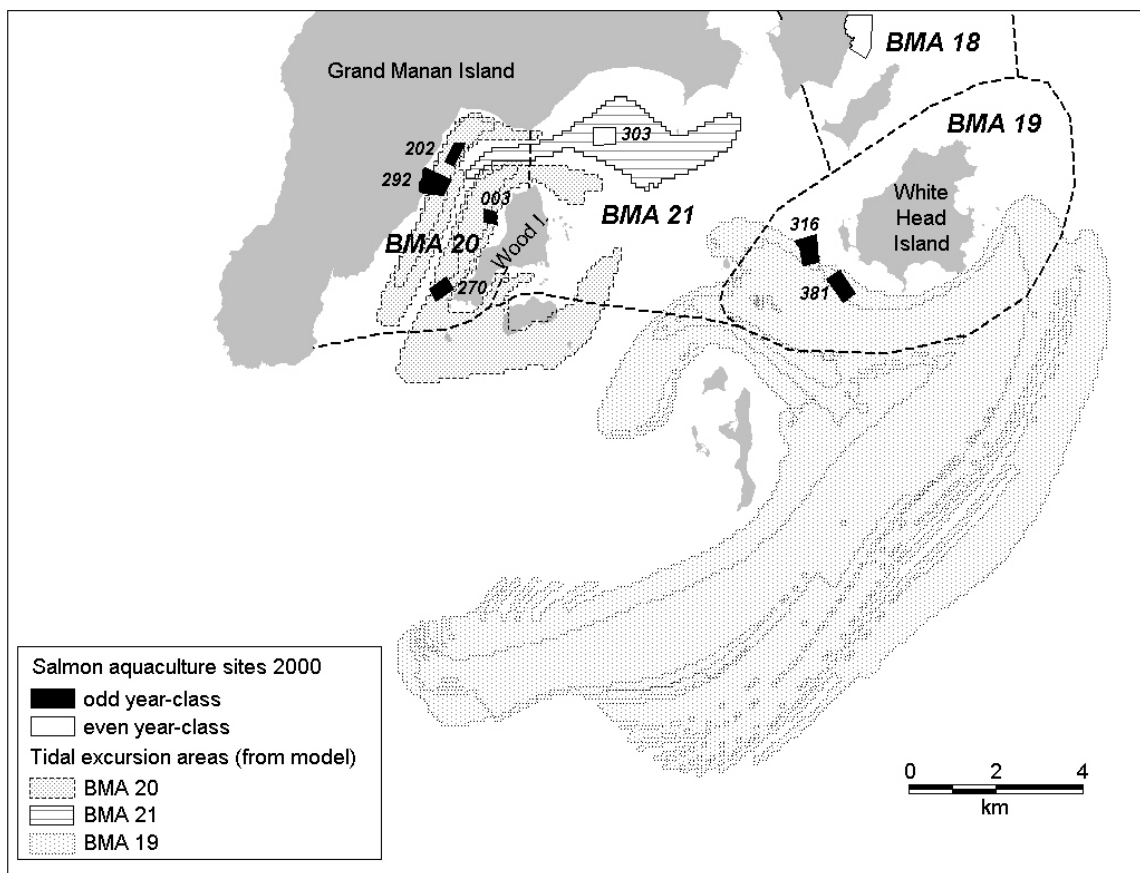 BMA 18
Grand Manan Island
BMA 19
303
202
292
003
White
Head
Island
BMA 21
316
BMA 20
Wood I.
270
381
Salmon aquaculture sites 2000
odd year-class
even year-class
Tidal excursion areas (from model)
BMA 20
BMA 21
BMA 19
0 2 4
km